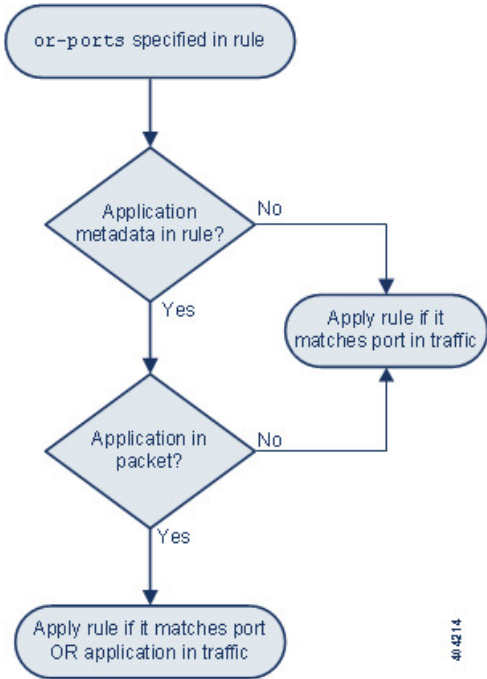 or-ports specified in rule
Application
metadata in rule?
No
Yes
Apply rule if it
matches port in traffic
Application in
packet?
No
Yes
Apply rule if it matches port
OR application in traffic
404214